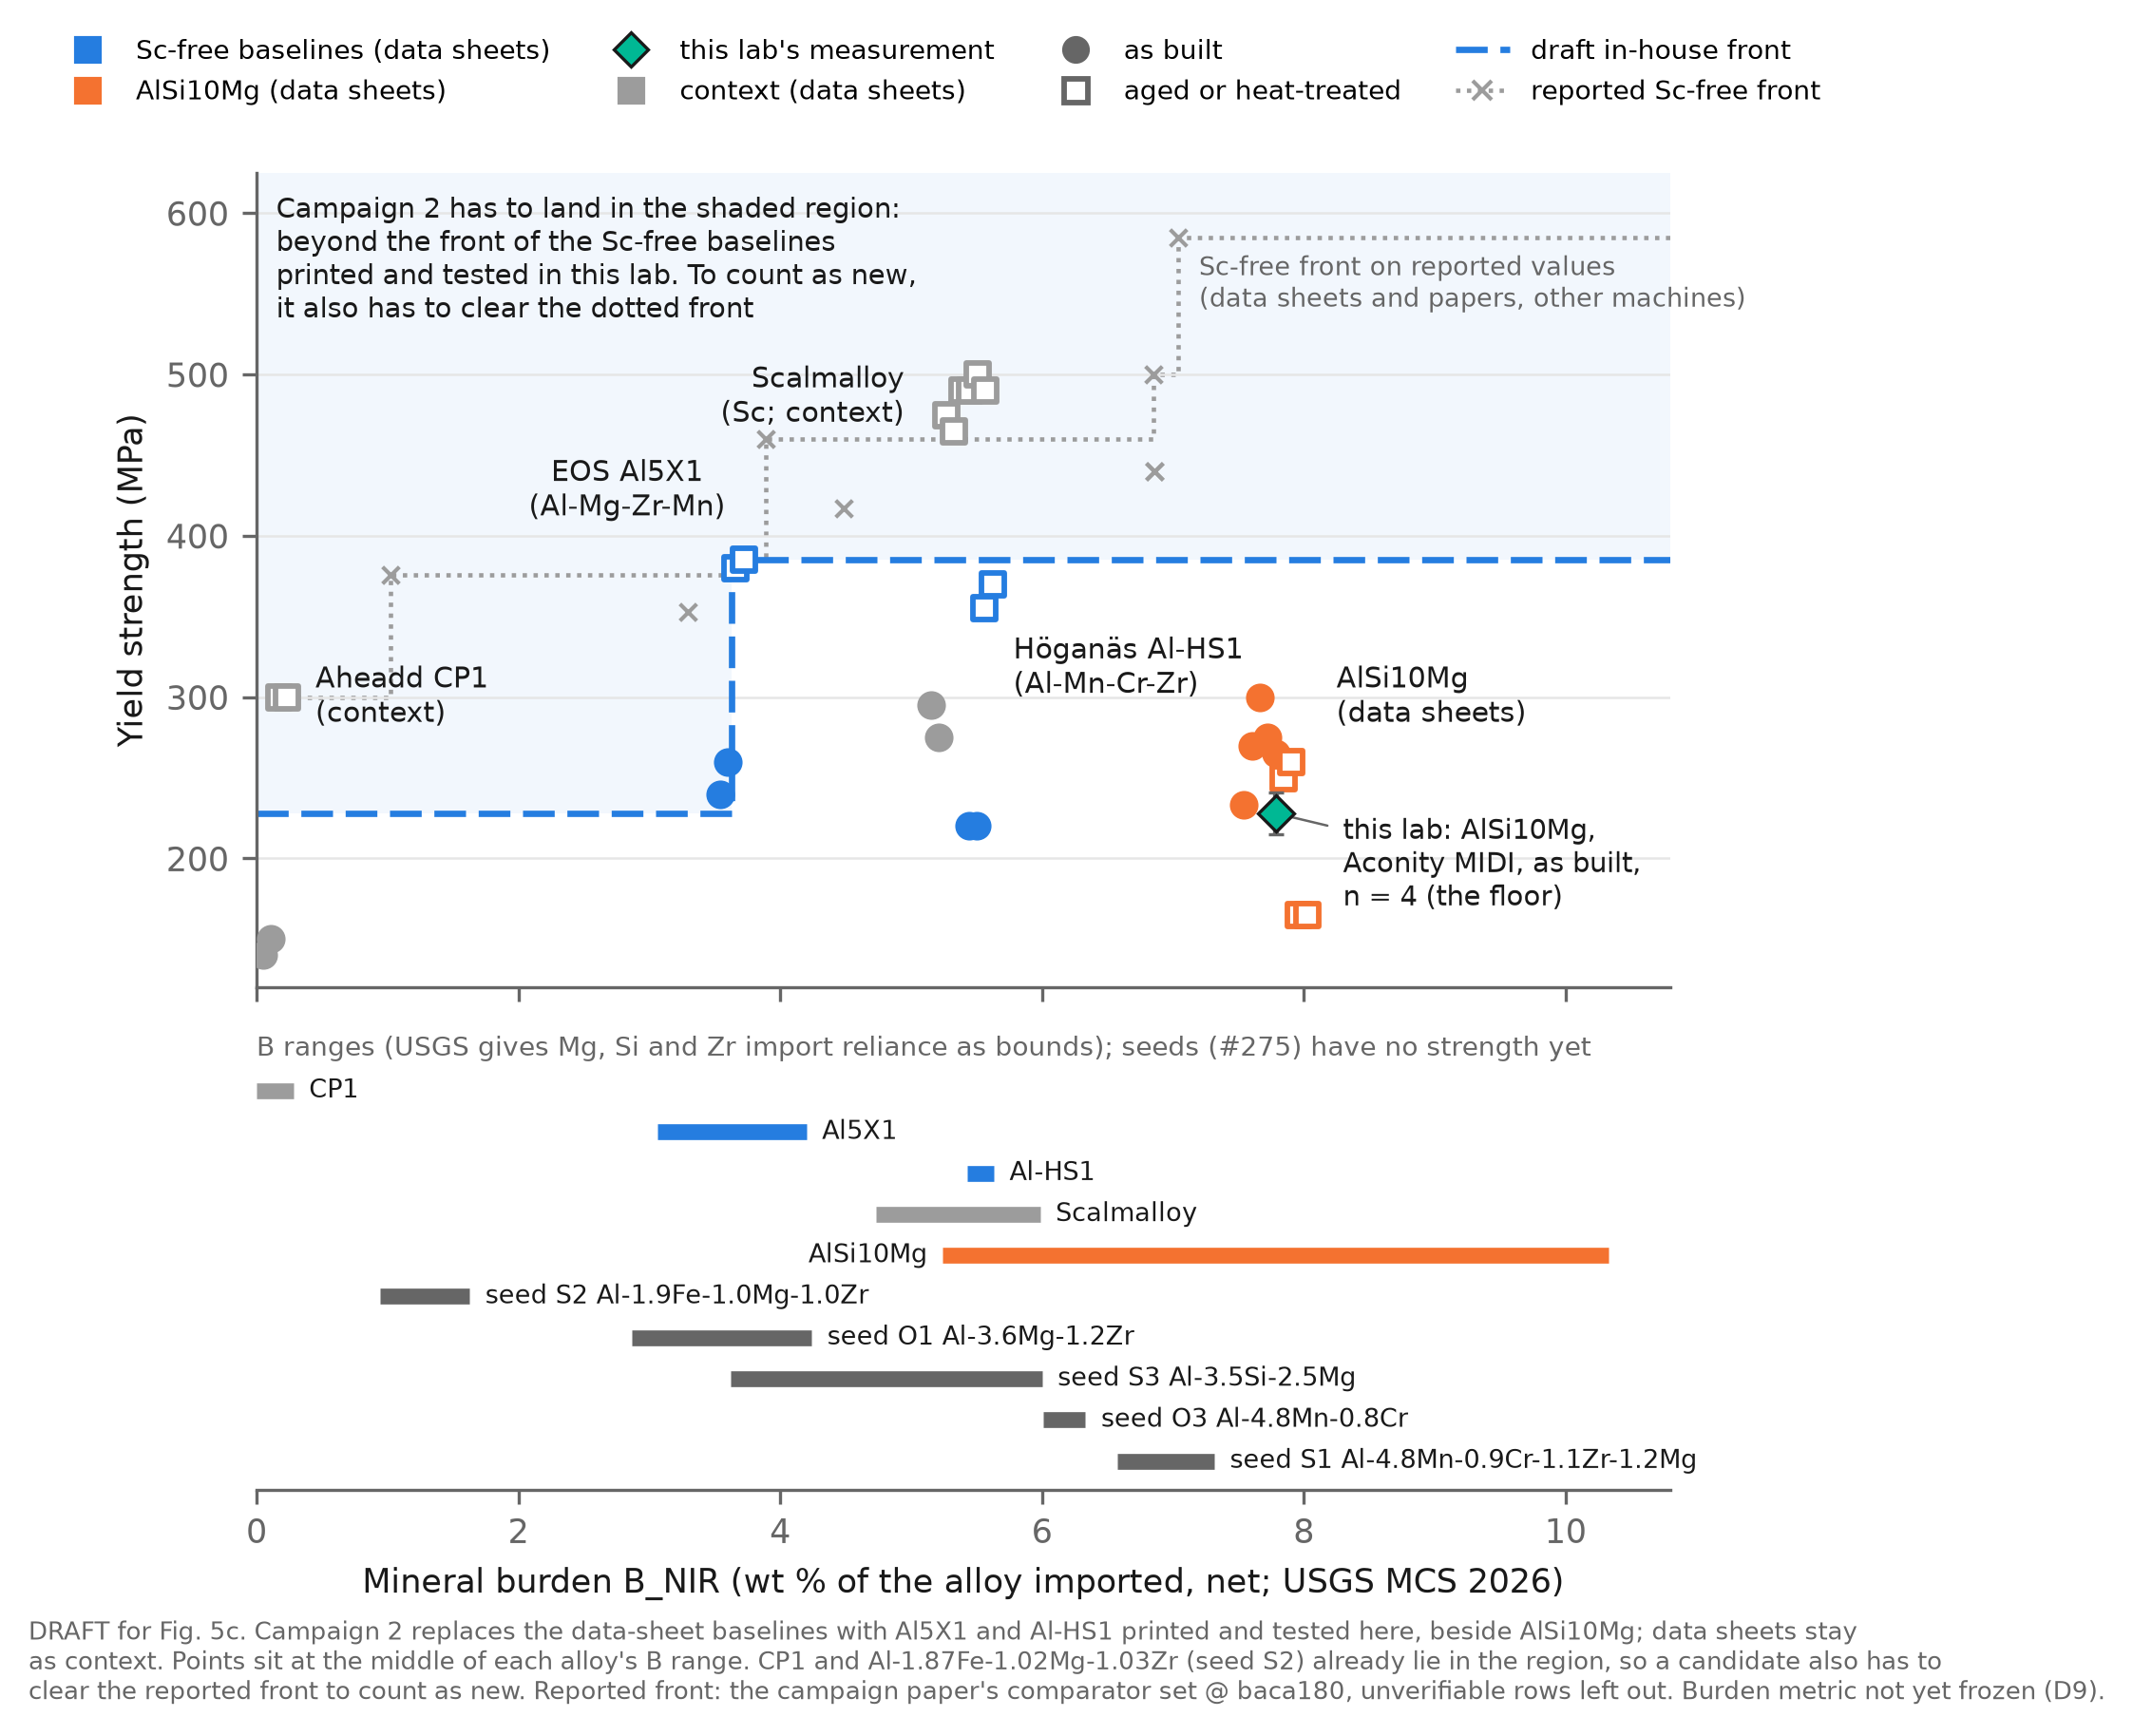 Sc-free baselines (data sheets)
AlSi10Mg (data sheets)
this lab's measurement
context (data sheets)
as built
aged or heat-treated
draft in-house front
reported Sc-free front
Campaign 2 has to land in the shaded region:
beyond the front of the Sc-free baselines
printed and tested in this lab. To count as new,
it also has to clear the dotted front
Sc-free front on reported values
(data sheets and papers, other machines)
Scalmalloy
(Sc; context)
EOS Al5X1
(Al-Mg-Zr-Mn)
Höganäs Al-HS1
(Al-Mn-Cr-Zr)
Aheadd CP1
(context)
AlSi10Mg
(data sheets)
this lab: AlSi10Mg,
Aconity MIDI, as built,
n = 4 (the floor)
600
500
400
300
200
Yield strength (MPa)
B ranges (USGS gives Mg, Si and Zr import reliance as bounds); seeds (#275) have no strength yet
CP1
Al5X1
Al-HS1
Scalmalloy
AlSi10Mg
seed S2 Al-1.9Fe-1.0Mg-1.0Zr
seed O1 Al-3.6Mg-1.2Zr
seed S3 Al-3.5Si-2.5Mg
seed O3 Al-4.8Mn-0.8Cr
seed S1 Al-4.8Mn-0.9Cr-1.1Zr-1.2Mg
0 2 4 6 8 10
Mineral burden B_NIR (wt % of the alloy imported, net; USGS MCS 2026)
DRAFT for Fig. 5c. Campaign 2 replaces the data-sheet baselines with Al5X1 and Al-HS1 printed and tested here, beside AlSi10Mg; data sheets stay
as context. Points sit at the middle of each alloy's B range. CP1 and Al-1.87Fe-1.02Mg-1.03Zr (seed S2) already lie in the region, so a candidate also has to
clear the reported front to count as new. Reported front: the campaign paper's comparator set @ baca180, unverifiable rows left out. Burden metric not yet frozen (D9).